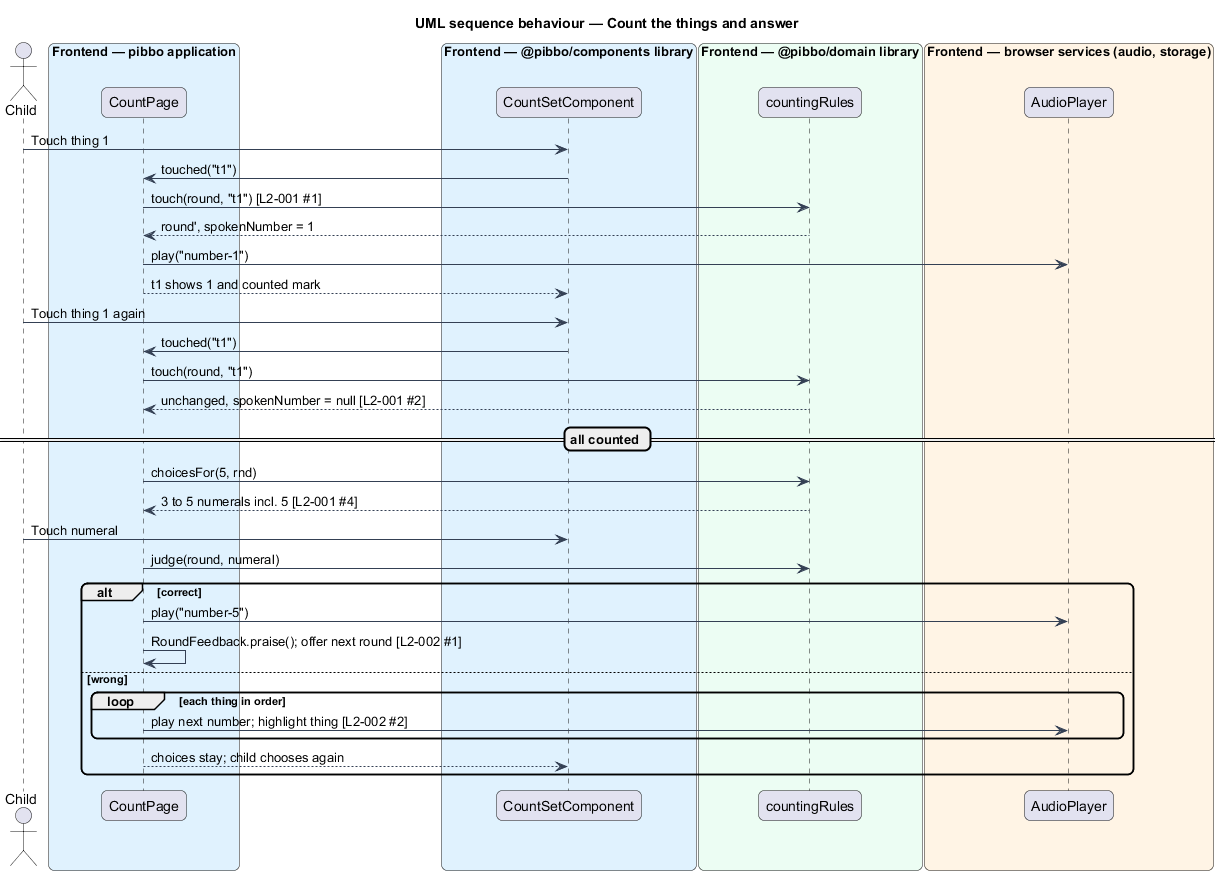 UML sequence behaviour — Count the things and answer
Frontend — pibbo application
Frontend — @pibbo/components library
Frontend — @pibbo/domain library
Frontend — browser services (audio, storage)
Child
CountPage
CountSetComponent
countingRules
AudioPlayer
Touch thing 1
touched("t1")
touch(round, "t1") [L2-001 #1]
round', spokenNumber = 1
play("number-1")
t1 shows 1 and counted mark
Touch thing 1 again
touched("t1")
touch(round, "t1")
unchanged, spokenNumber = null [L2-001 #2]
all counted
choicesFor(5, rnd)
3 to 5 numerals incl. 5 [L2-001 #4]
Touch numeral
judge(round, numeral)
alt
[correct]
play("number-5")
RoundFeedback.praise(); offer next round [L2-002 #1]
[wrong]
loop
[each thing in order]
play next number; highlight thing [L2-002 #2]
choices stay; child chooses again
Child
CountPage
CountSetComponent
countingRules
AudioPlayer